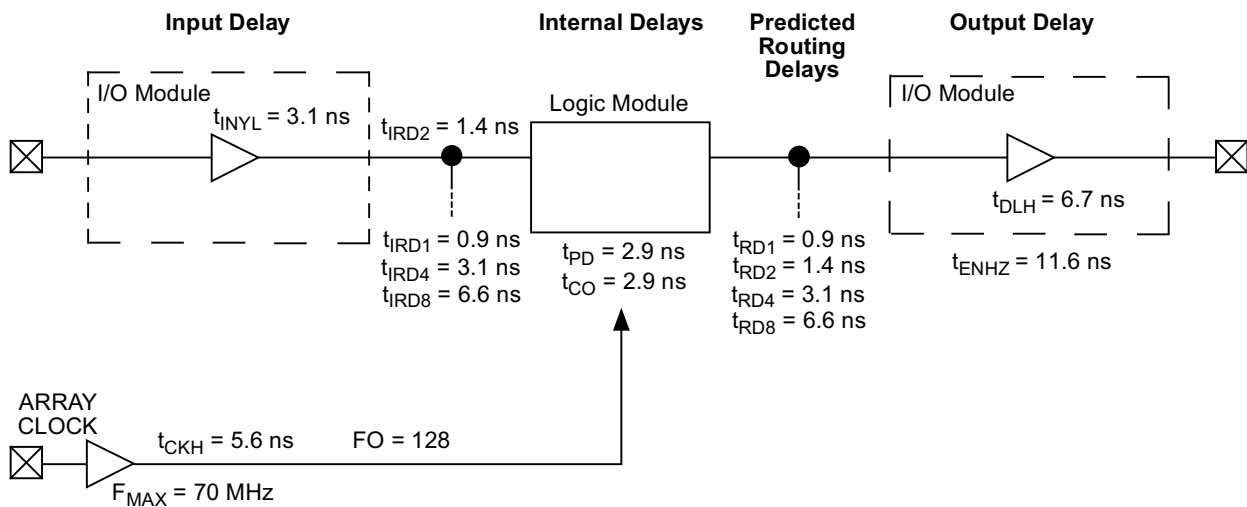 Input Delay
Internal Delays
Predicted
Routing
Delays
Output Delay
I/O Module
t_INYL = 3.1 ns
t_IRD2 = 1.4 ns
t_IRD1 = 0.9 ns
t_IRD4 = 3.1 ns
t_IRD8 = 6.6 ns
Logic Module
t_PD = 2.9 ns
t_CO = 2.9 ns
t_RD1 = 0.9 ns
t_RD2 = 1.4 ns
t_RD4 = 3.1 ns
t_RD8 = 6.6 ns
I/O Module
t_DLH = 6.7 ns
t_ENHZ = 11.6 ns
ARRAY
CLOCK
t_CKH = 5.6 ns
FO = 128
F_MAX = 70 MHz